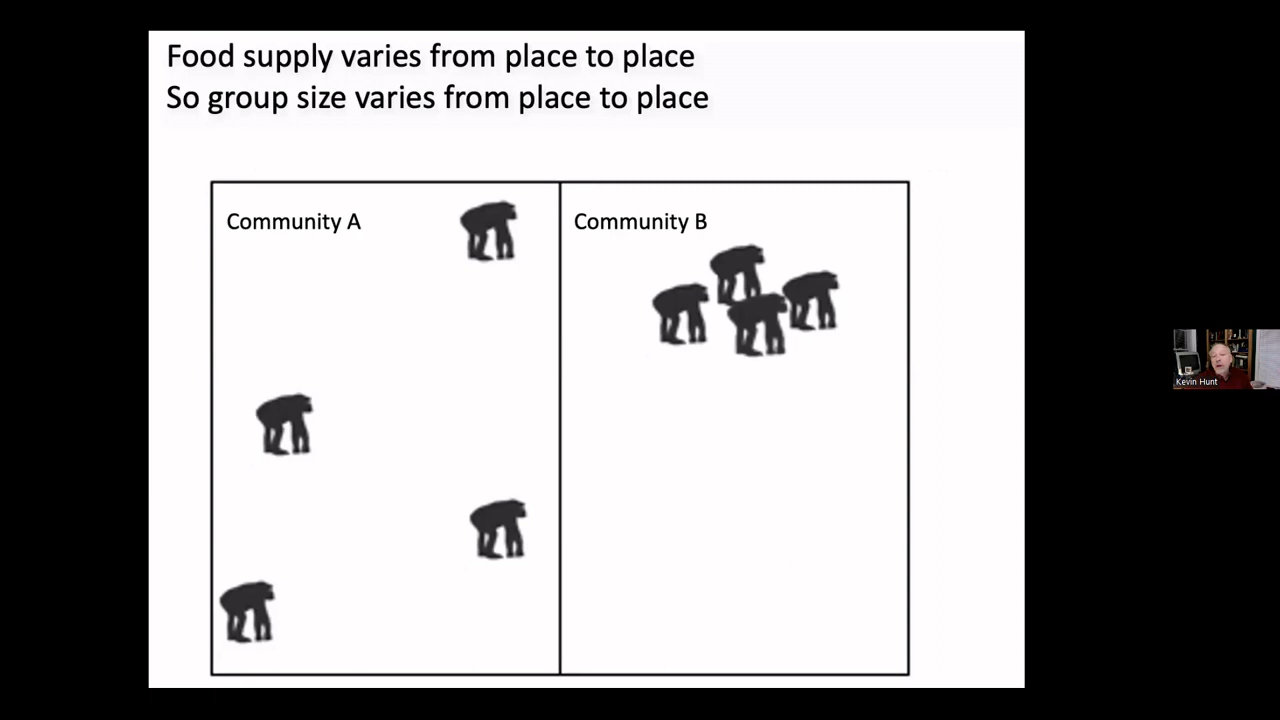 Food supply varies from place to place
So group size varies from place to place
Community A
Community B
Kevin Hunt